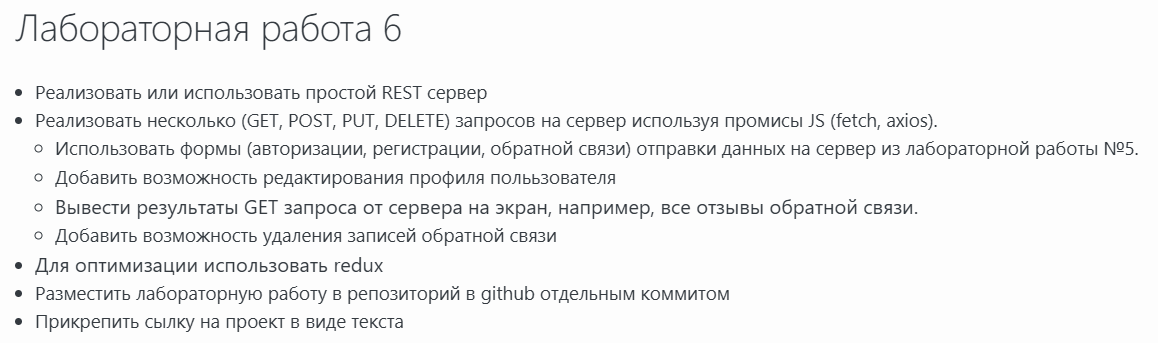 Лабораторная работа 6
Реализовать или использовать простой REST сервер
Реализовать несколько (GET, POST, PUT, DELETE) запросов на сервер используя промисы JS (fetch, axios).
Использовать формы (авторизации, регистрации, обратной связи) отправки данных на сервер из лабораторной работы №5.
Добавить возможность редактирования профиля полььзователя
Вывести результаты GET запроса от сервера на экран, например, все отзывы обратной связи.
Добавить возможность удаления записей обратной связи
Для оптимизации использовать redux
Разместить лабораторную работу в репозиторий в github отдельным коммитом
Прикрепить сылку на проект в виде текста